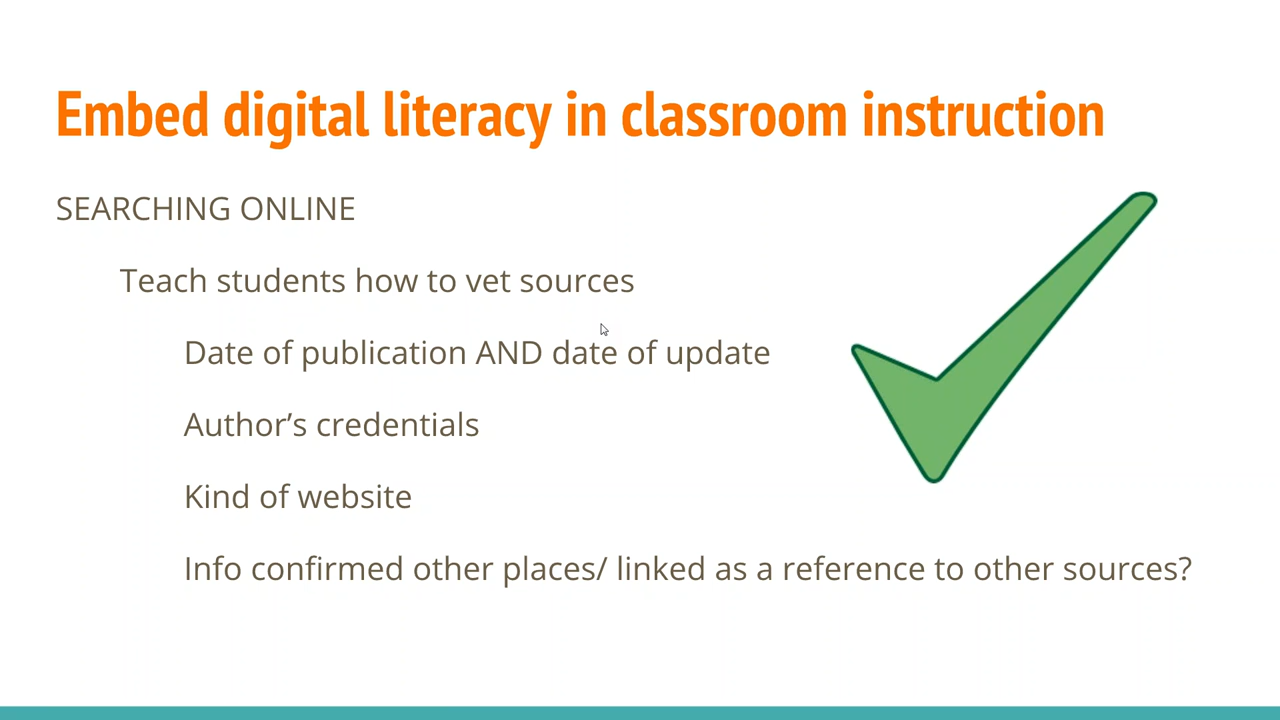 Embed digital literacy in classroom instruction
SEARCHING ONLINE
Teach students how to vet sources
Date of publication AND date of update
Author’s credentials
Kind of website
Info confirmed other places/ linked as a reference to other sources?